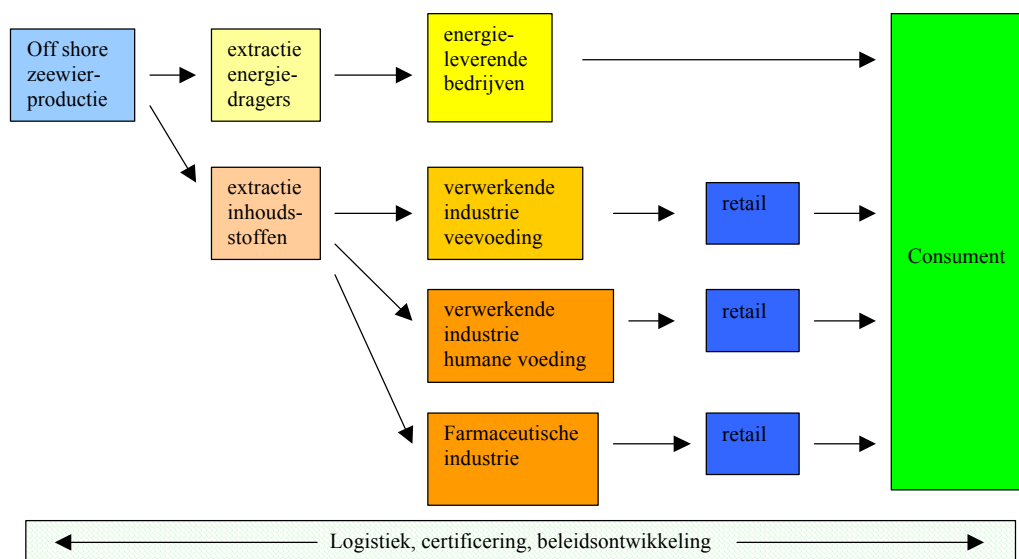 Off shore
zeewier-
productie
extractie
energie-
dragers
energie-
leverende
bedrijven
extractie
inhouds-
stoffen
verwerkende
industrie
veevoeding
retail
Consument
verwerkende
industrie
humane voeding
retail
Farmaceutische
industrie
retail
Logistiek, certificering, beleidsontwikkeling